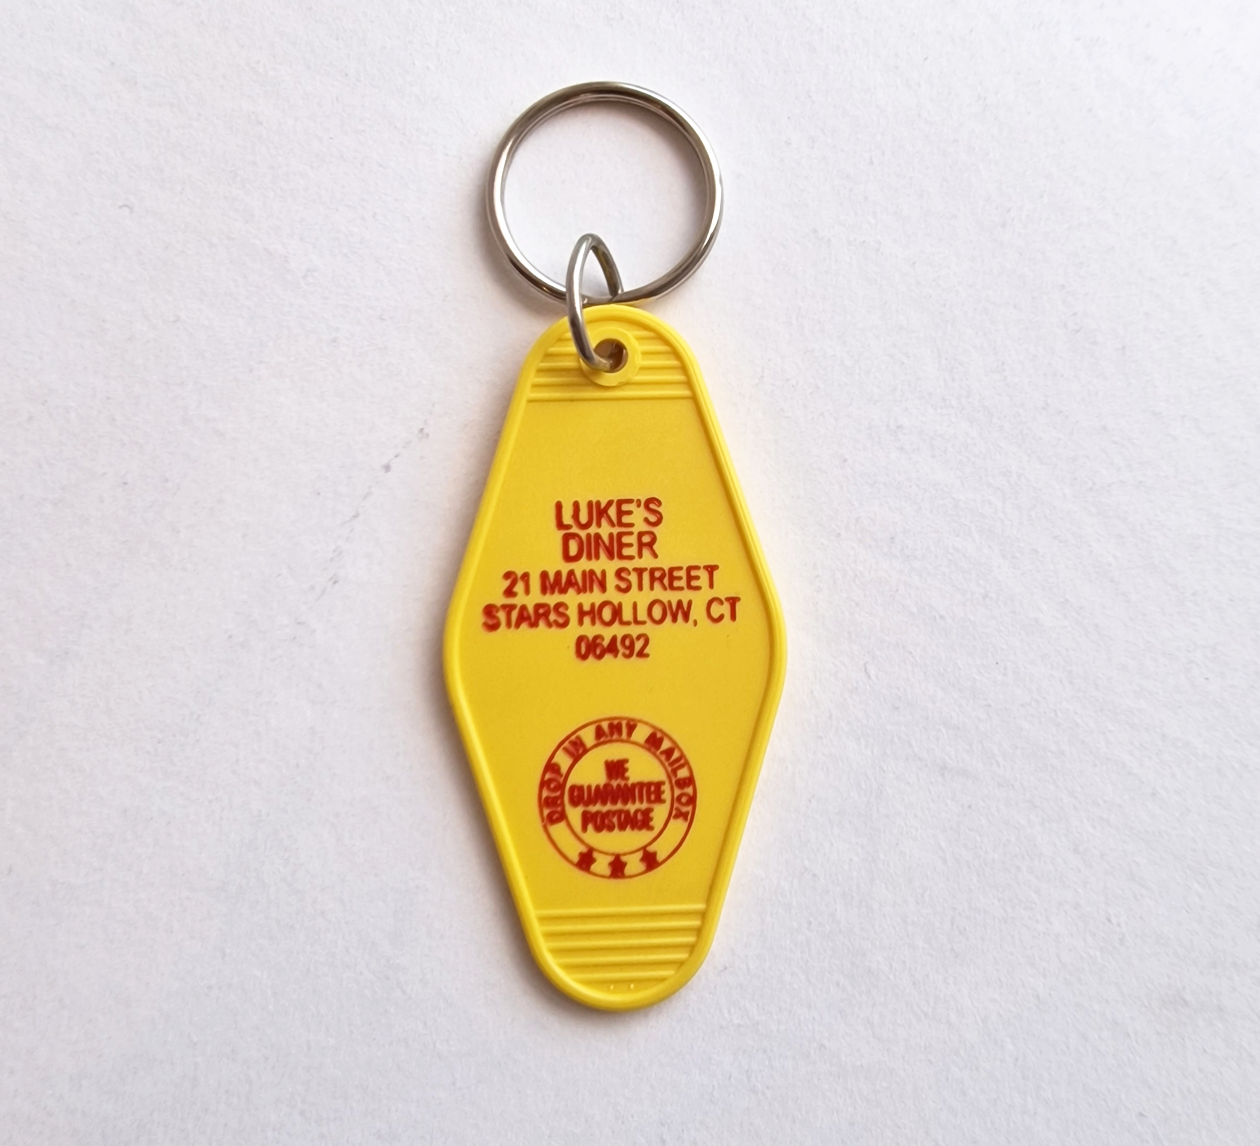 LUKE'S
DINER
21 MAIN STREET
STARS HOLLOW, CT
06492
DROP IN ANY MAILBOX
WE
GUARANTEE
POSTAGE